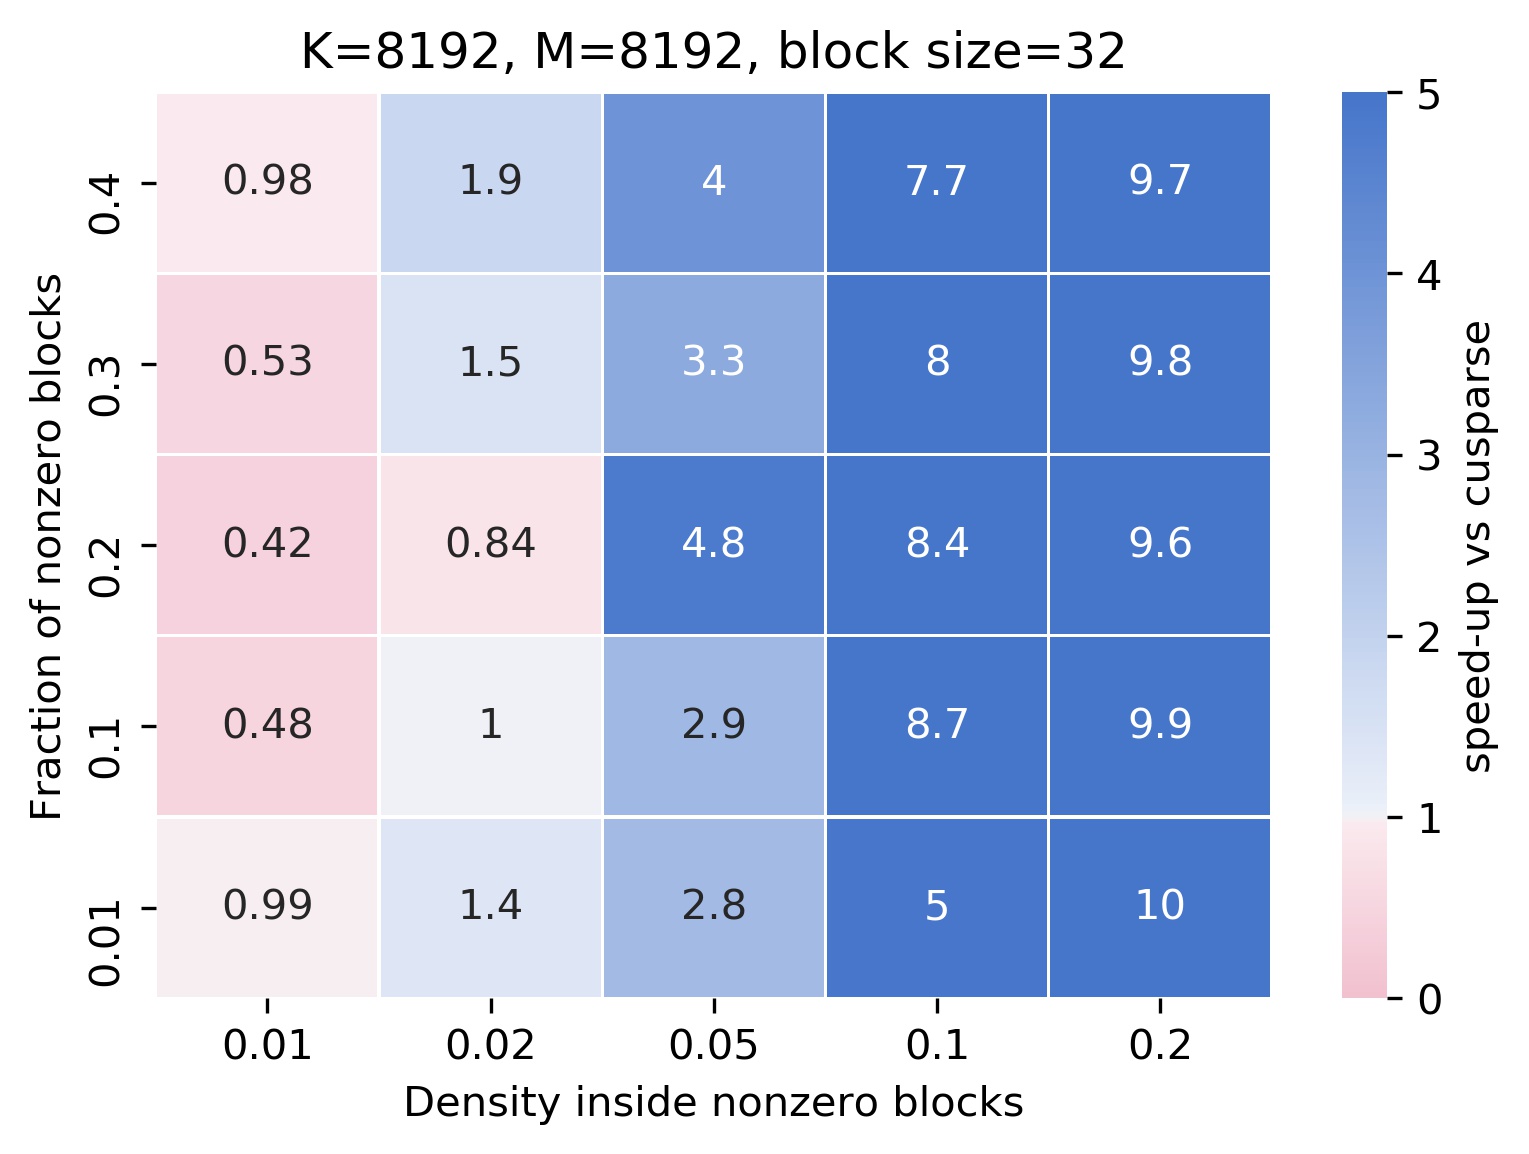 K=8192, M=8192, block size=32
Fraction of nonzero blocks
0.4
0.98 1.9 4 7.7 9.7
0.3
0.53 1.5 3.3 8 9.8
0.2
0.42 0.84 4.8 8.4 9.6
0.1
0.48 1 2.9 8.7 9.9
0.01
0.99 1.4 2.8 5 10
0.01 0.02 0.05 0.1 0.2
Density inside nonzero blocks
5
4
3
2
1
0
speed-up vs cusparse